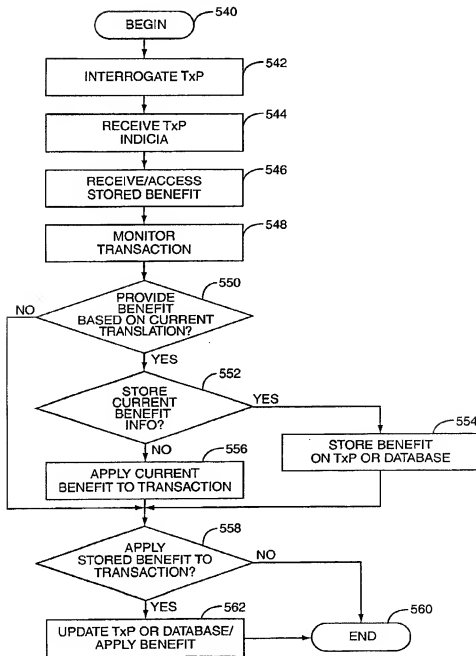 BEGIN
540
INTERROGATE TxP
542
RECEIVE TxP
INDICIA
544
RECEIVE/ACCESS
STORED BENEFIT
546
MONITOR
TRANSACTION
548
PROVIDE
BENEFIT
BASED ON CURRENT
TRANSLATION?
550
NO
YES
STORE
CURRENT
BENEFIT
INFO?
552
YES
NO
STORE BENEFIT
ON TxP OR DATABASE
554
APPLY CURRENT
BENEFIT TO TRANSACTION
556
APPLY
STORED BENEFIT TO
TRANSACTION?
558
NO
YES
UPDATE TxP OR DATABASE/
APPLY BENEFIT
562
END
560